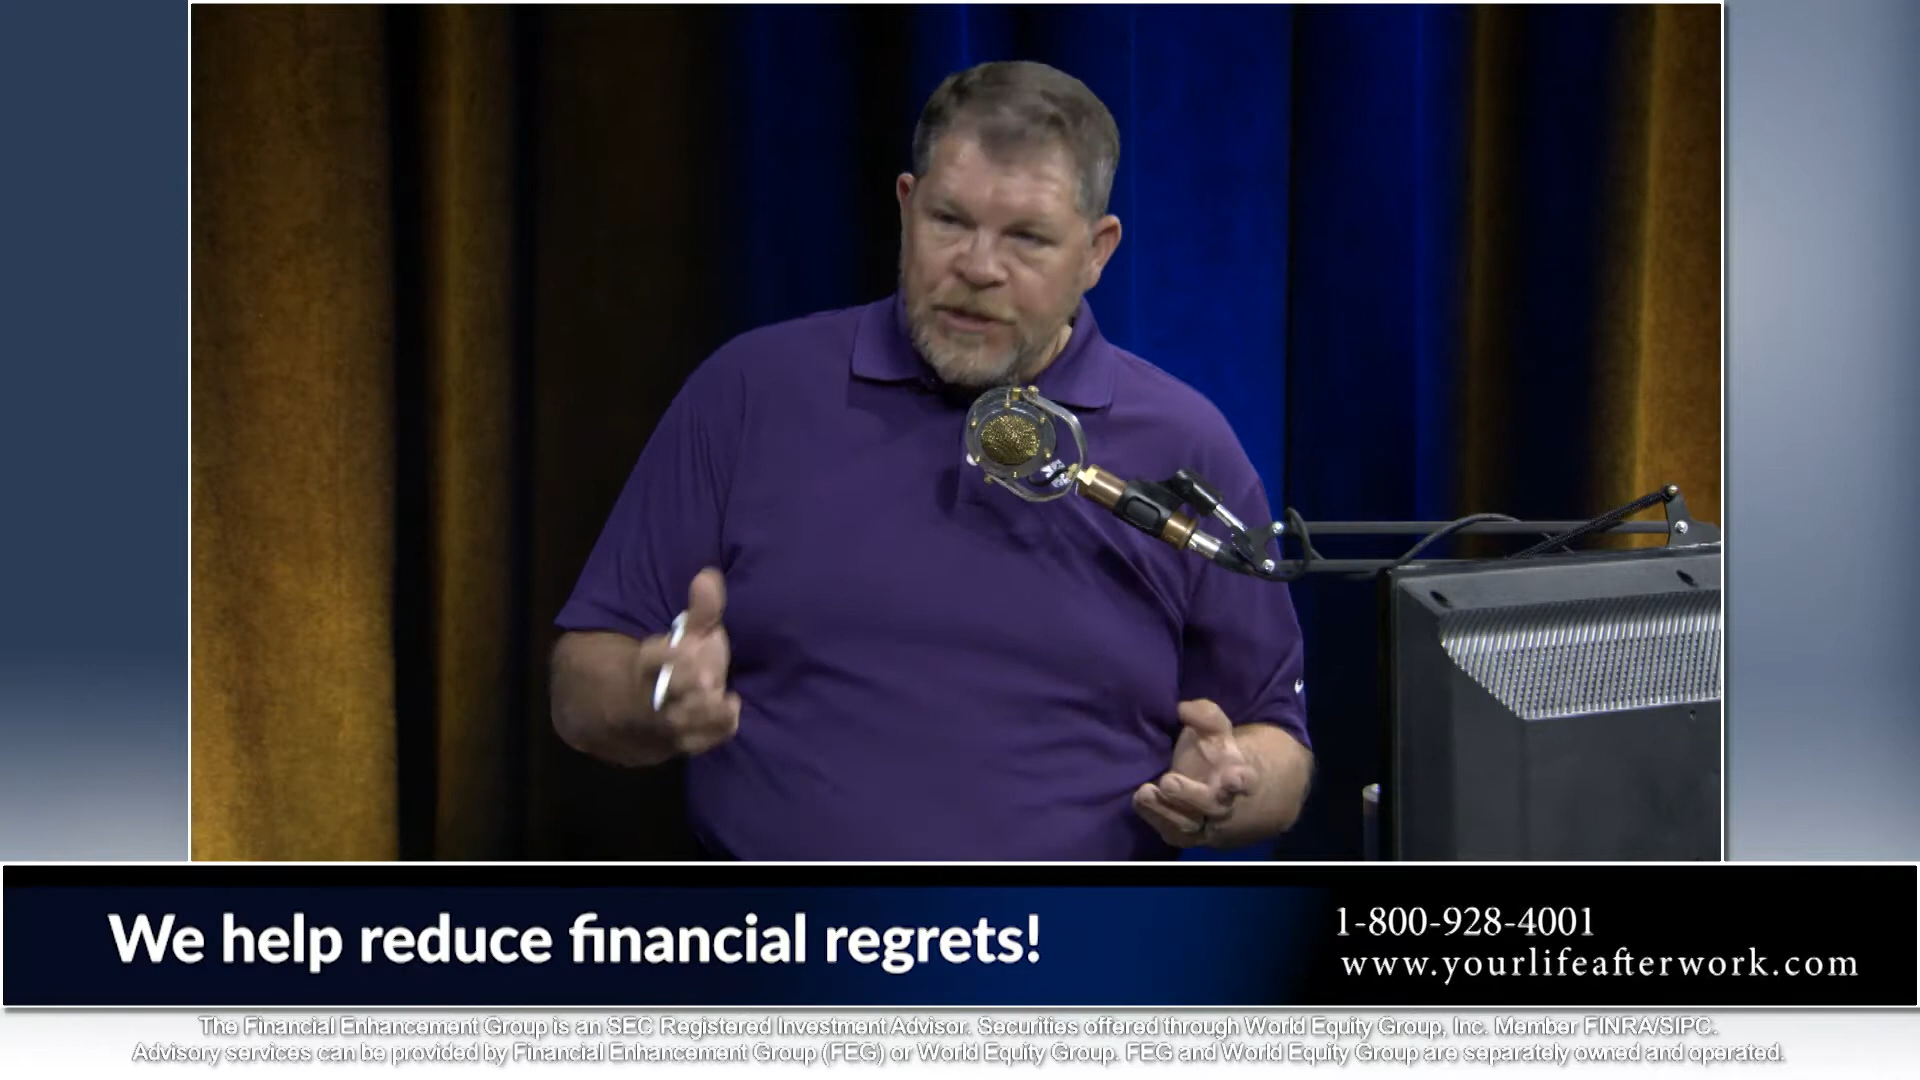 We help reduce financial regrets!
1-800-928-4001
www.yourlifeafterwork.com
The Financial Enhancement Group is an SEC Registered Investment Advisor. Securities offered through World Equity Group, Inc. Member FINRA/SIPC.
Advisory services can be provided by Financial Enhancement Group (FEG) or World Equity Group. FEG and World Equity Group are separately owned and operated.